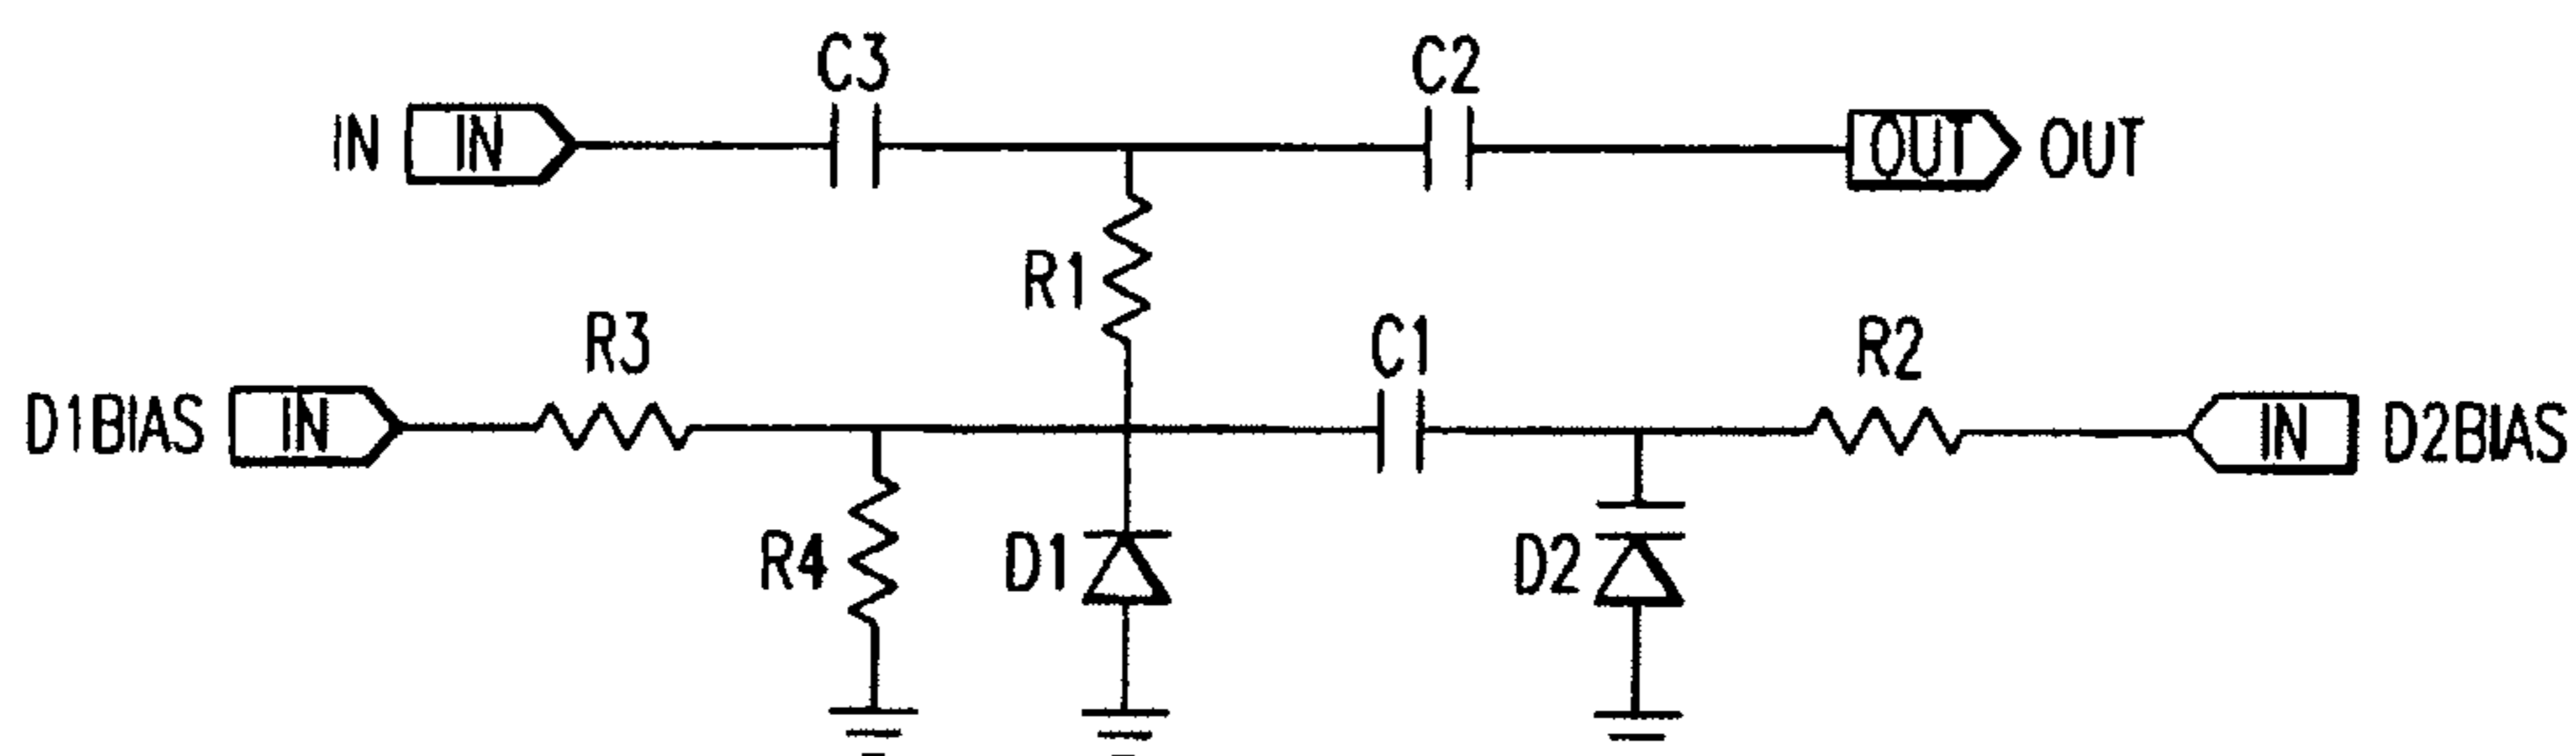 C3 C2
IN IN OUT OUT
R1
R3 C1 R2
D1BIAS IN IN D2BIAS
R4 D1 D2